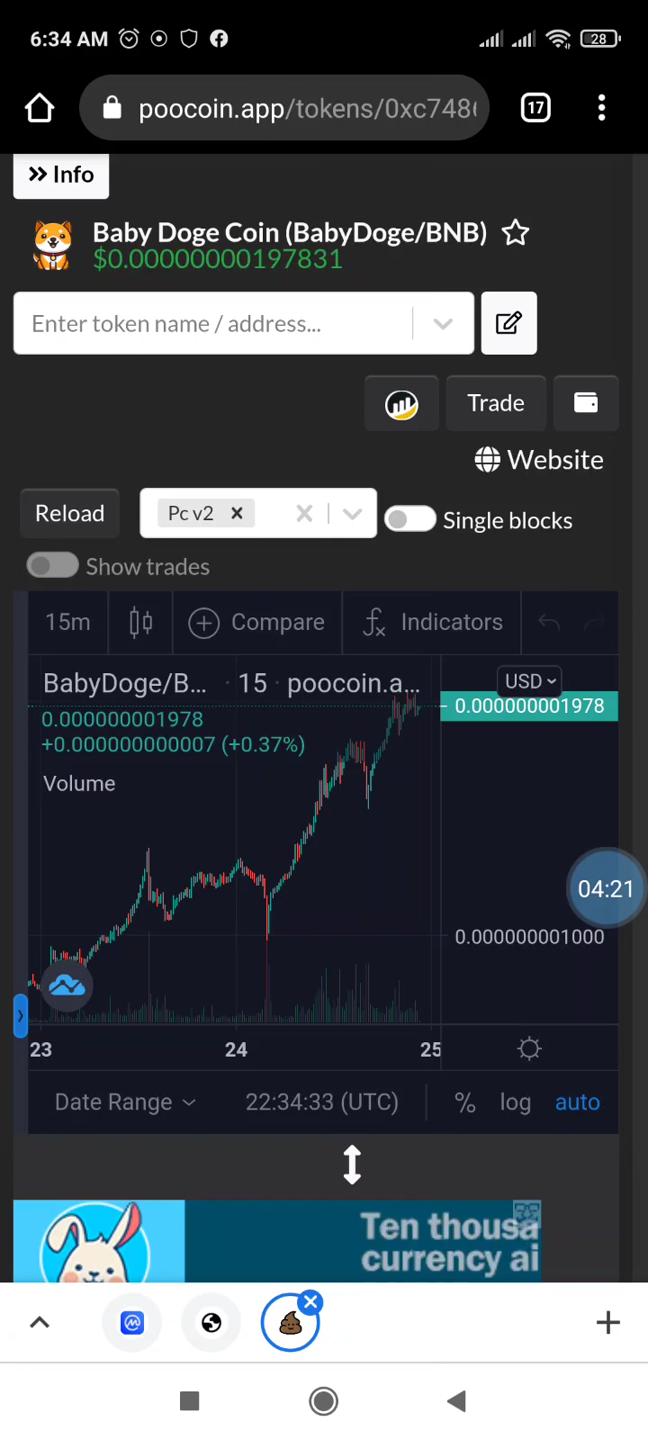 6:34 AM
28
poocoin.app/tokens/0xc748
17
Info
Baby Doge Coin (BabyDoge/BNB)
$0.00000000197831
Enter token name / address...
Trade
Website
Reload
Pc v2
Single blocks
Show trades
15m
Compare
Indicators
BabyDoge/B... · 15 · poocoin.a...
USD
0.000000001978
0.000000001978
+0.000000000007 (+0.37%)
Volume
04:21
0.000000001000
23
24
25
Date Range
22:34:33 (UTC)
%
log
auto
Ten thousa
currency ai